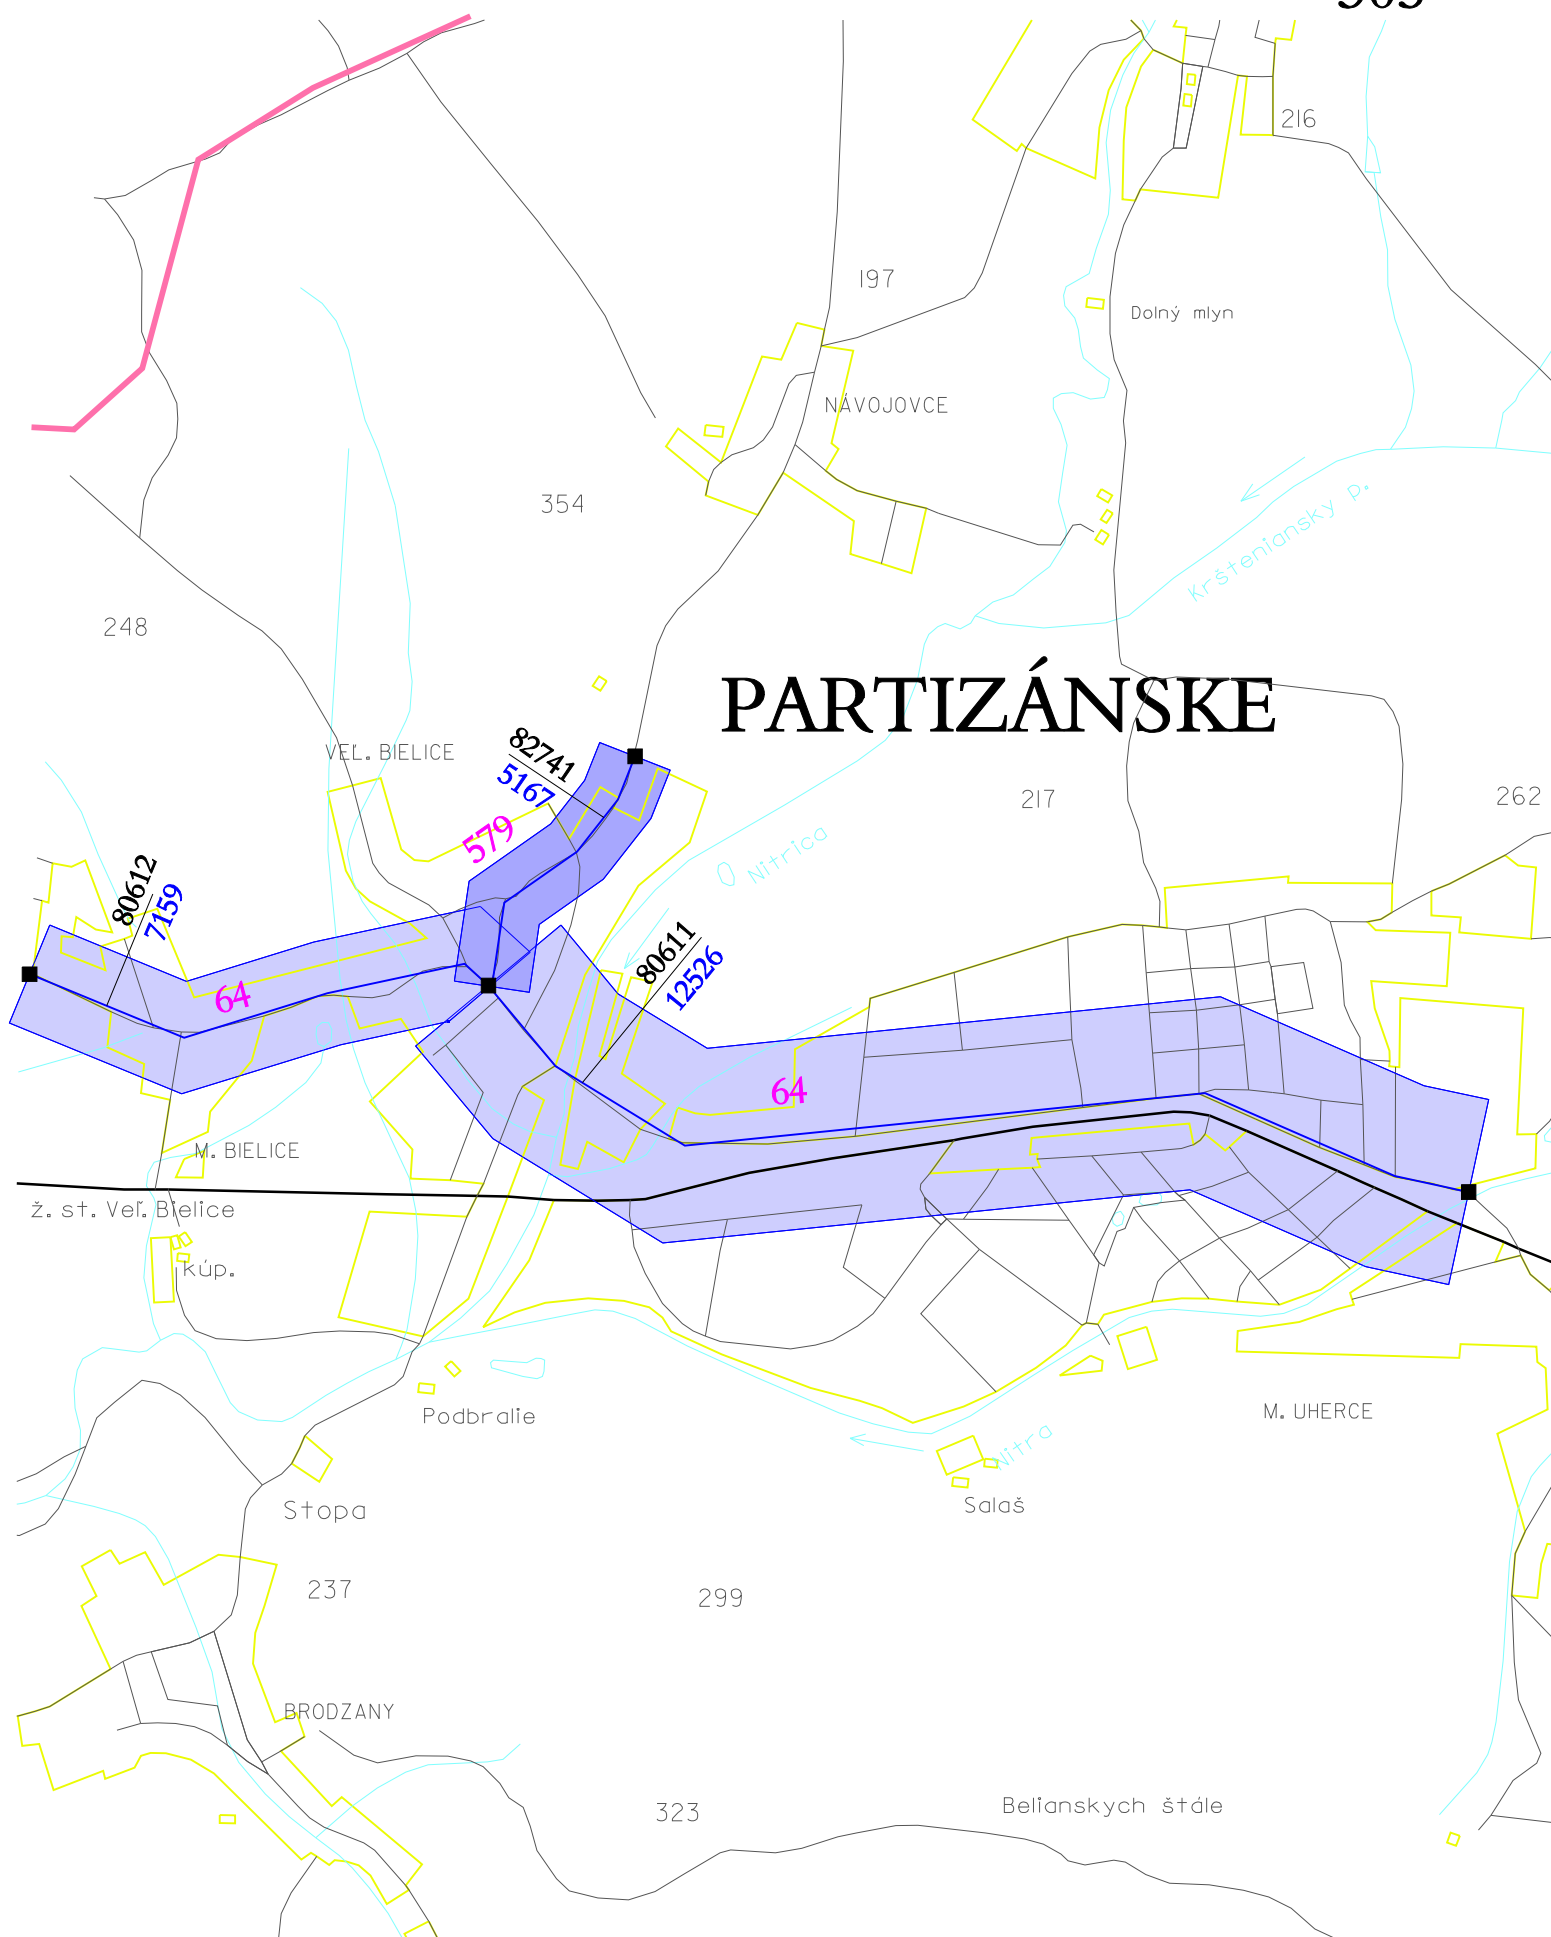 216
197
Dolný mlyn
NÁVOJOVCE
354
Kršteniansky p.
248
PARTIZÁNSKE
VEĽ. BIELICE
82741
5167
217
262
579
Nitrica
80612
7159
80611
12526
64
64
M. BIELICE
ž. st. Veľ. Bielice
kúp.
Podbralie
M. UHERCE
Nitra
Salaš
Stopa
237
299
BRODZANY
323
Belianskych štále